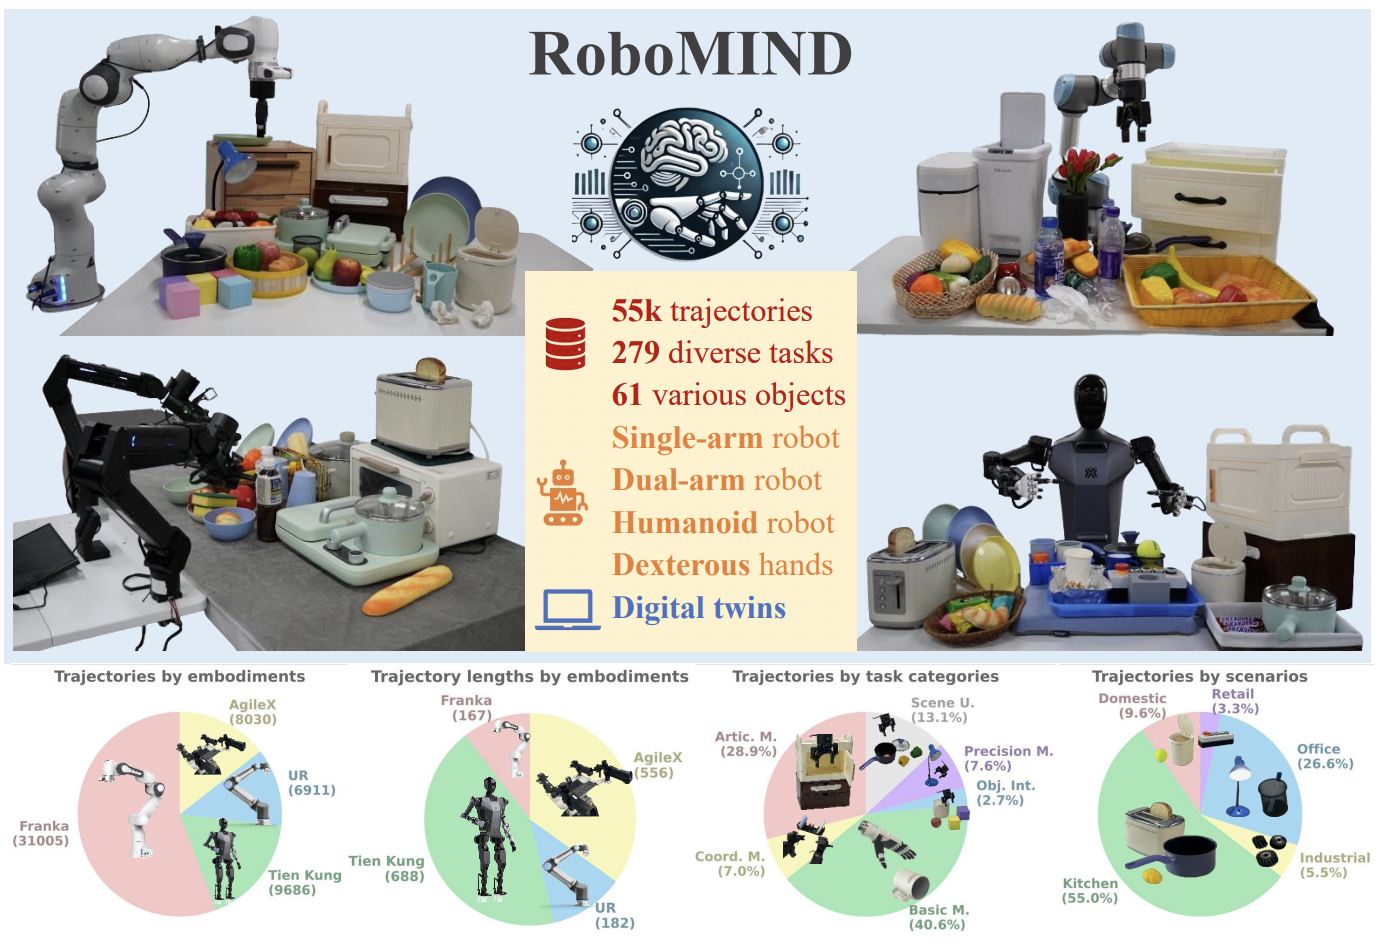 RoboMIND
55k trajectories
279 diverse tasks
61 various objects
Single-arm robot
Dual-arm robot
Humanoid robot
Dexterous hands
Digital twins
Trajectories by embodiments
AgileX
(8030)
UR
(6911)
Franka
(31005)
Tien Kung
(9686)
Trajectory lengths by embodiments
Franka
(167)
AgileX
(556)
Tien Kung
(688)
UR
(182)
Trajectories by task categories
Scene U.
(13.1%)
Artic. M.
(28.9%)
Precision M.
(7.6%)
Obj. Int.
(2.7%)
Coord. M.
(7.0%)
Basic M.
(40.6%)
Trajectories by scenarios
Domestic
(9.6%)
Retail
(3.3%)
Office
(26.6%)
Industrial
(5.5%)
Kitchen
(55.0%)